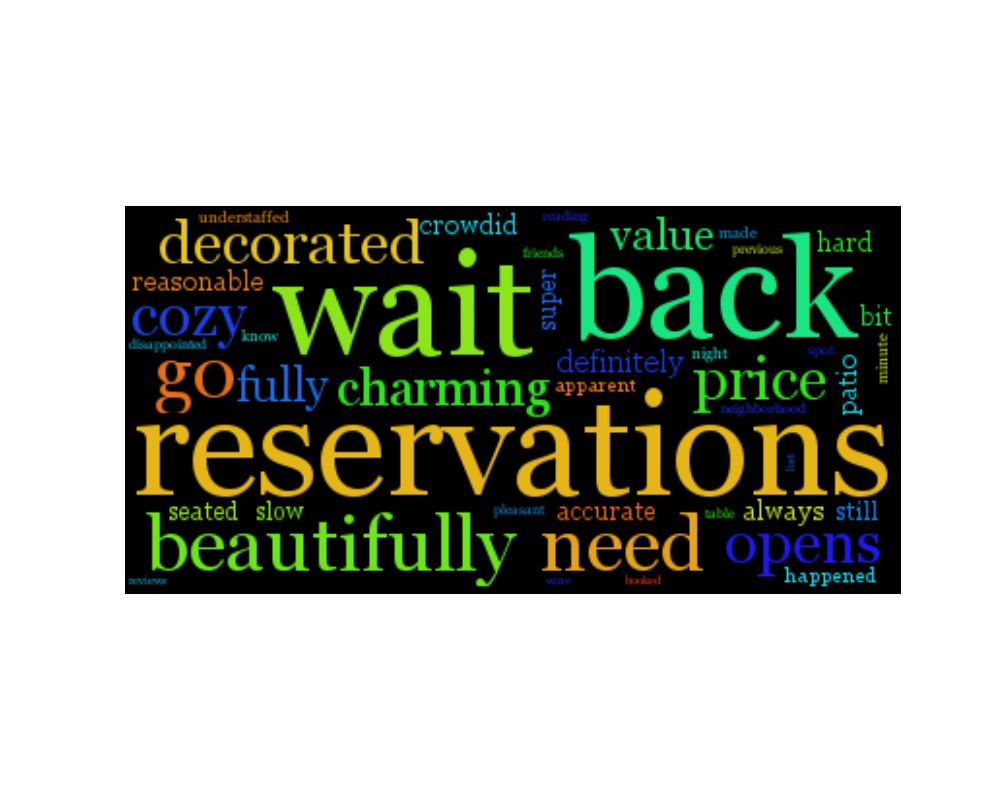 understaffed
reading
decorated
crowdid
value
made
hard
previous
friends
reasonable
wait
super
back
cozy
know
bit
disappointed
definitely
night
spot
minute
go
fully
charming
apparent
price
patio
neighborhood
reservations
list
seated
slow
pleasant
accurate
table
always
still
beautifully
need
opens
happened
reviews
wine
booked